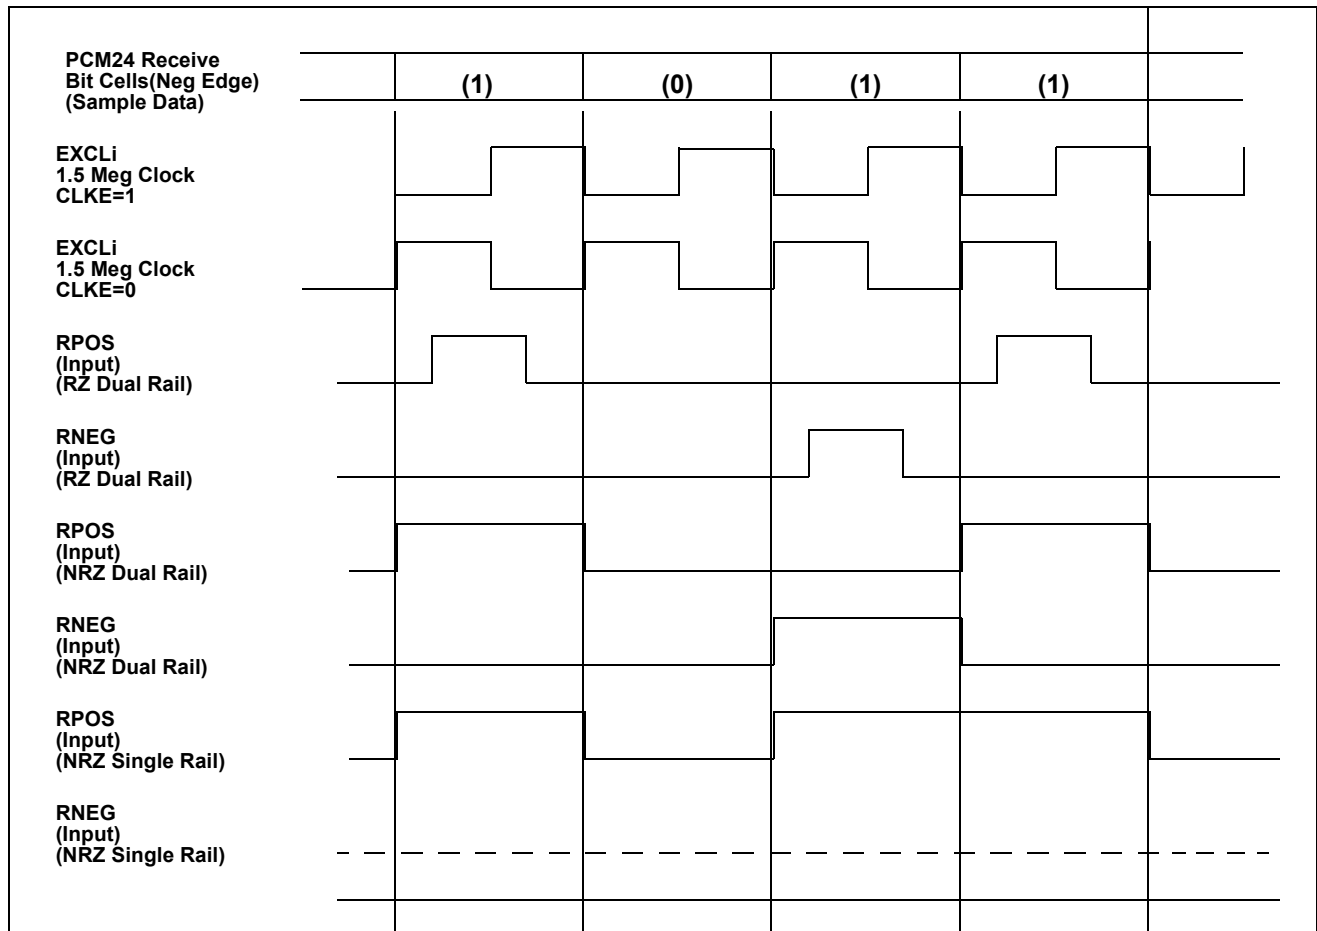 PCM24 Receive
Bit Cells(Neg Edge)
(Sample Data)
(1)
(0)
(1)
(1)
EXCLi
1.5 Meg Clock
CLKE=1
EXCLi
1.5 Meg Clock
CLKE=0
RPOS
(Input)
(RZ Dual Rail)
RNEG
(Input)
(RZ Dual Rail)
RPOS
(Input)
(NRZ Dual Rail)
RNEG
(Input)
(NRZ Dual Rail)
RPOS
(Input)
(NRZ Single Rail)
RNEG
(Input)
(NRZ Single Rail)